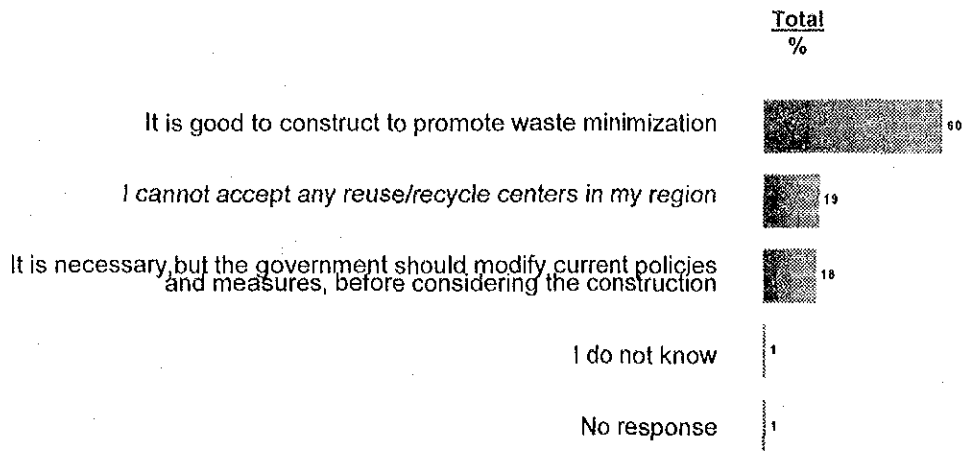 Total
%
It is good to construct to promote waste minimization
60
I cannot accept any reuse/recycle centers in my region
19
It is necessary,but the government should modify current policies
and measures, before considering the construction
18
I do not know
1
No response
1